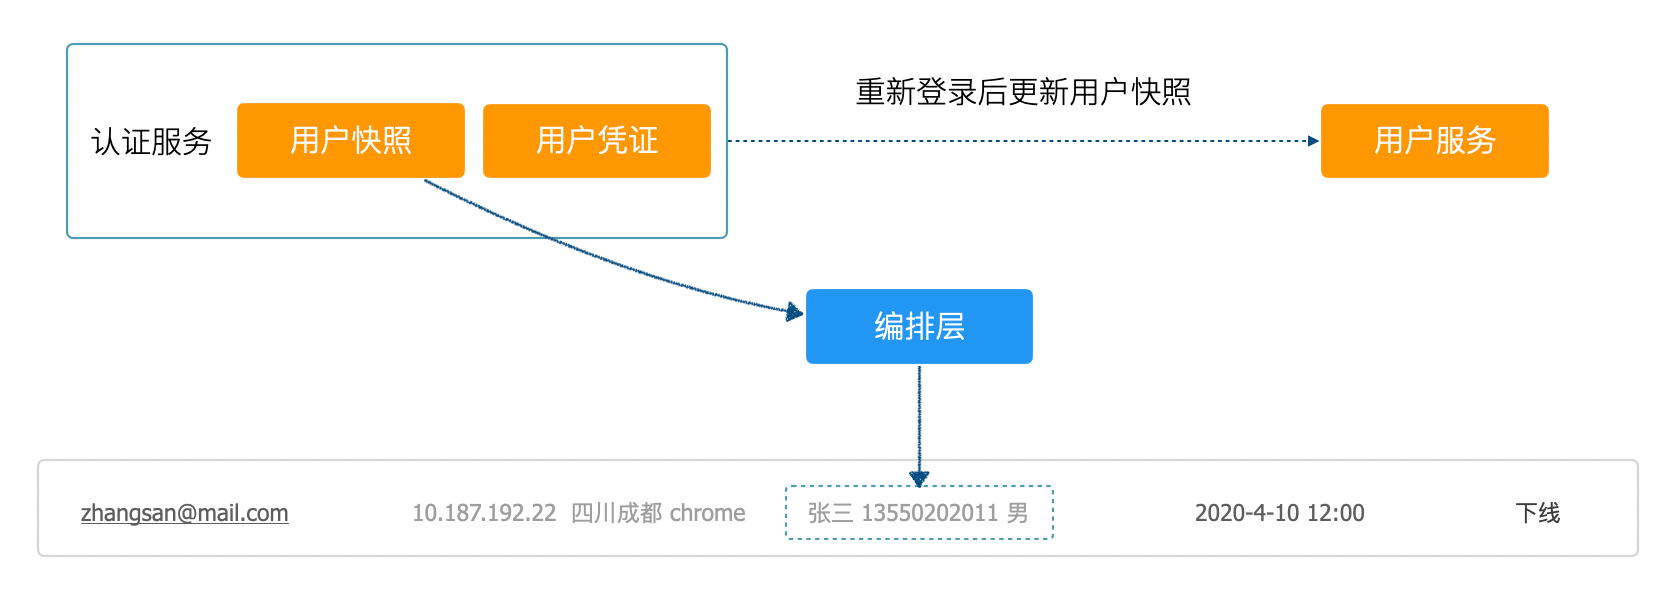 重新登录后更新用户快照
认证服务 用户快照 用户凭证 用户服务
编排层
zhangsan@mail.com 10.187.192.22 四川成都 chrome 张三 13550202011 男 2020-4-10 12:00 下线